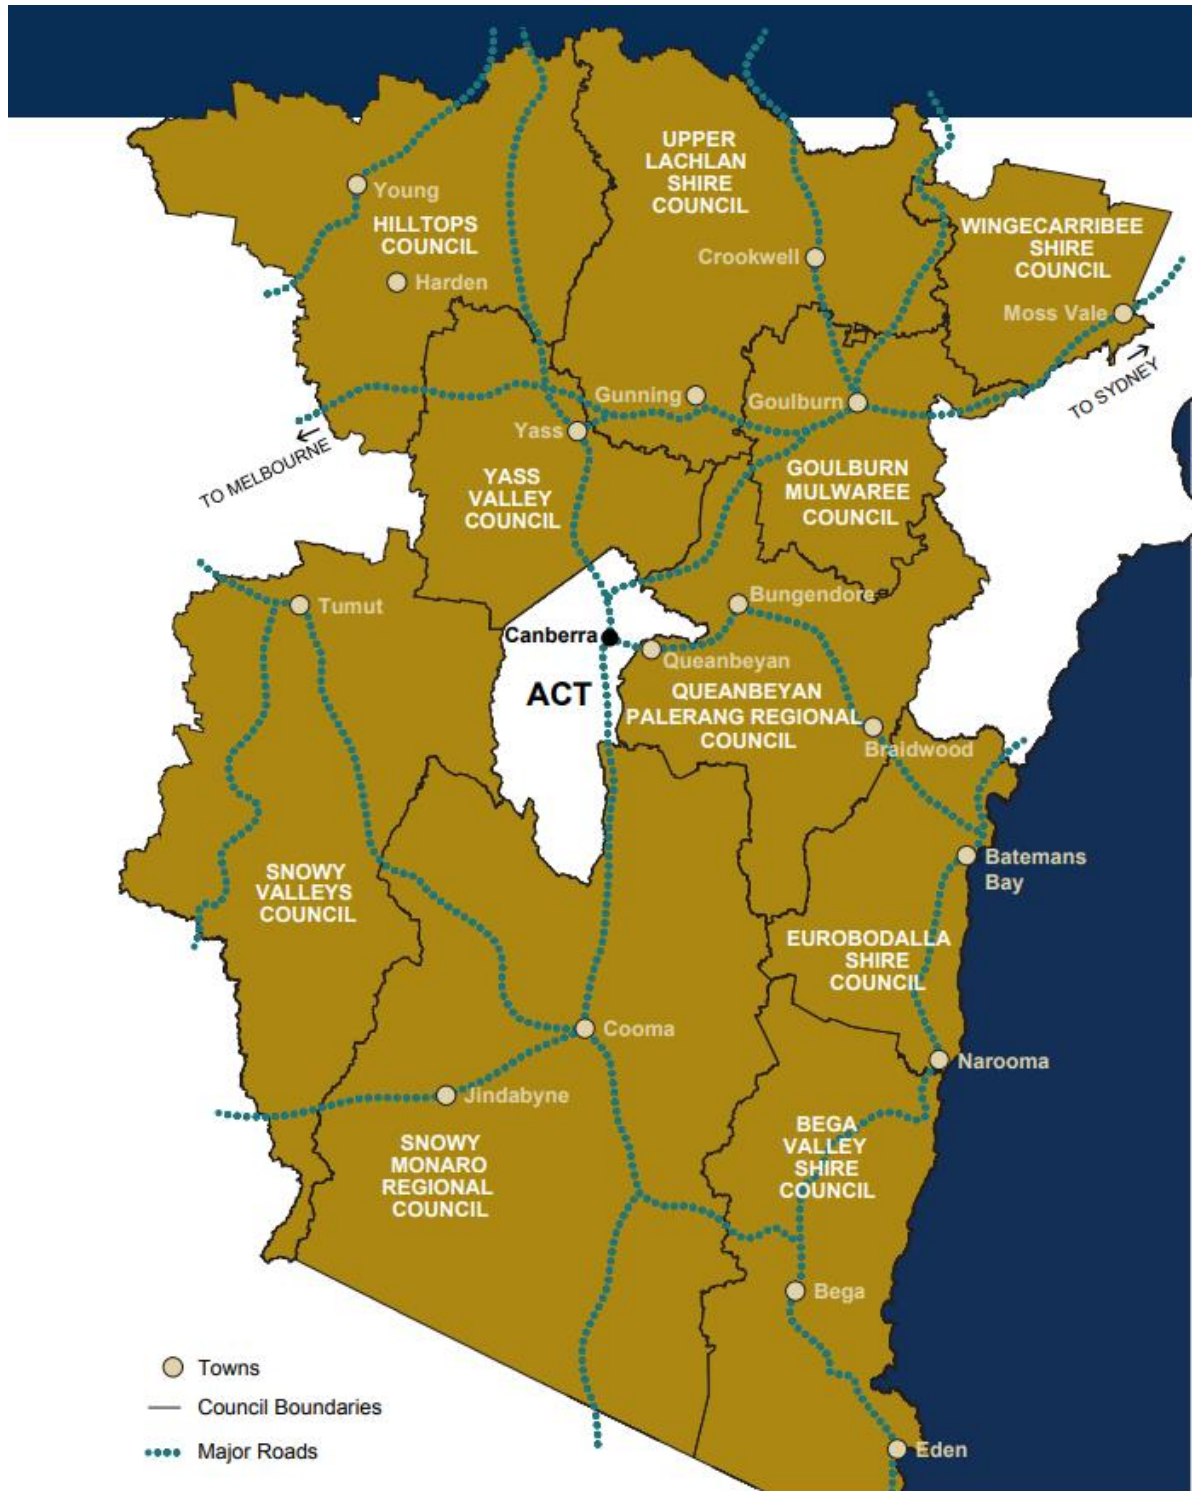 UPPER
LACHLAN
SHIRE
COUNCIL
Young
HILLTOPS
COUNCIL
WINGECARRIBEE
SHIRE
COUNCIL
Crookwell
Harden
Moss Vale
TO SYDNEY
Gunning
Goulburn
Yass
TO MELBOURNE
YASS
VALLEY
COUNCIL
GOULBURN
MULWAREE
COUNCIL
Tumut
Bungendore
Canberra
Queanbeyan
ACT
QUEANBEYAN
PALERANG REGIONAL
COUNCIL
Braidwood
Batemans
Bay
SNOWY
VALLEYS
COUNCIL
EUROBODALLA
SHIRE
COUNCIL
Cooma
Narooma
Jindabyne
BEGA
VALLEY
SHIRE
COUNCIL
SNOWY
MONARO
REGIONAL
COUNCIL
Bega
Towns
Council Boundaries
Major Roads
Eden